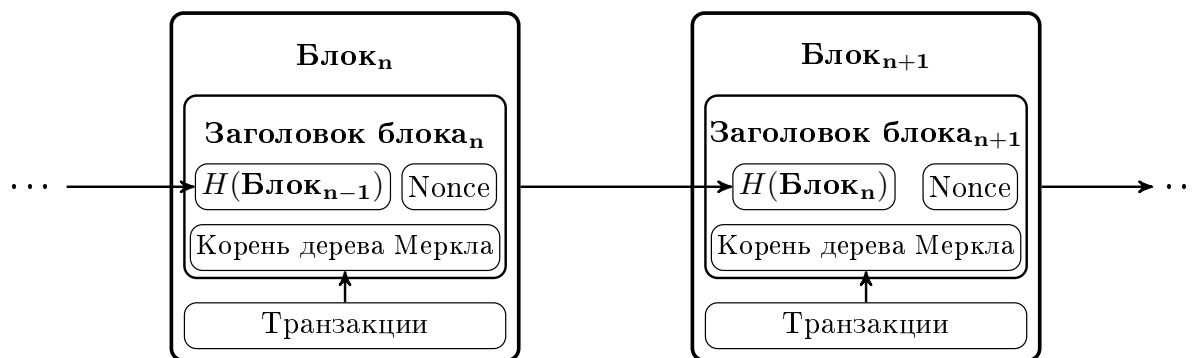 Блок_n
Заголовок блока_n
H(Блок_{n−1})
Nonce
Корень дерева Меркла
Транзакции
Блок_{n+1}
Заголовок блока_{n+1}
H(Блок_n)
Nonce
Корень дерева Меркла
Транзакции